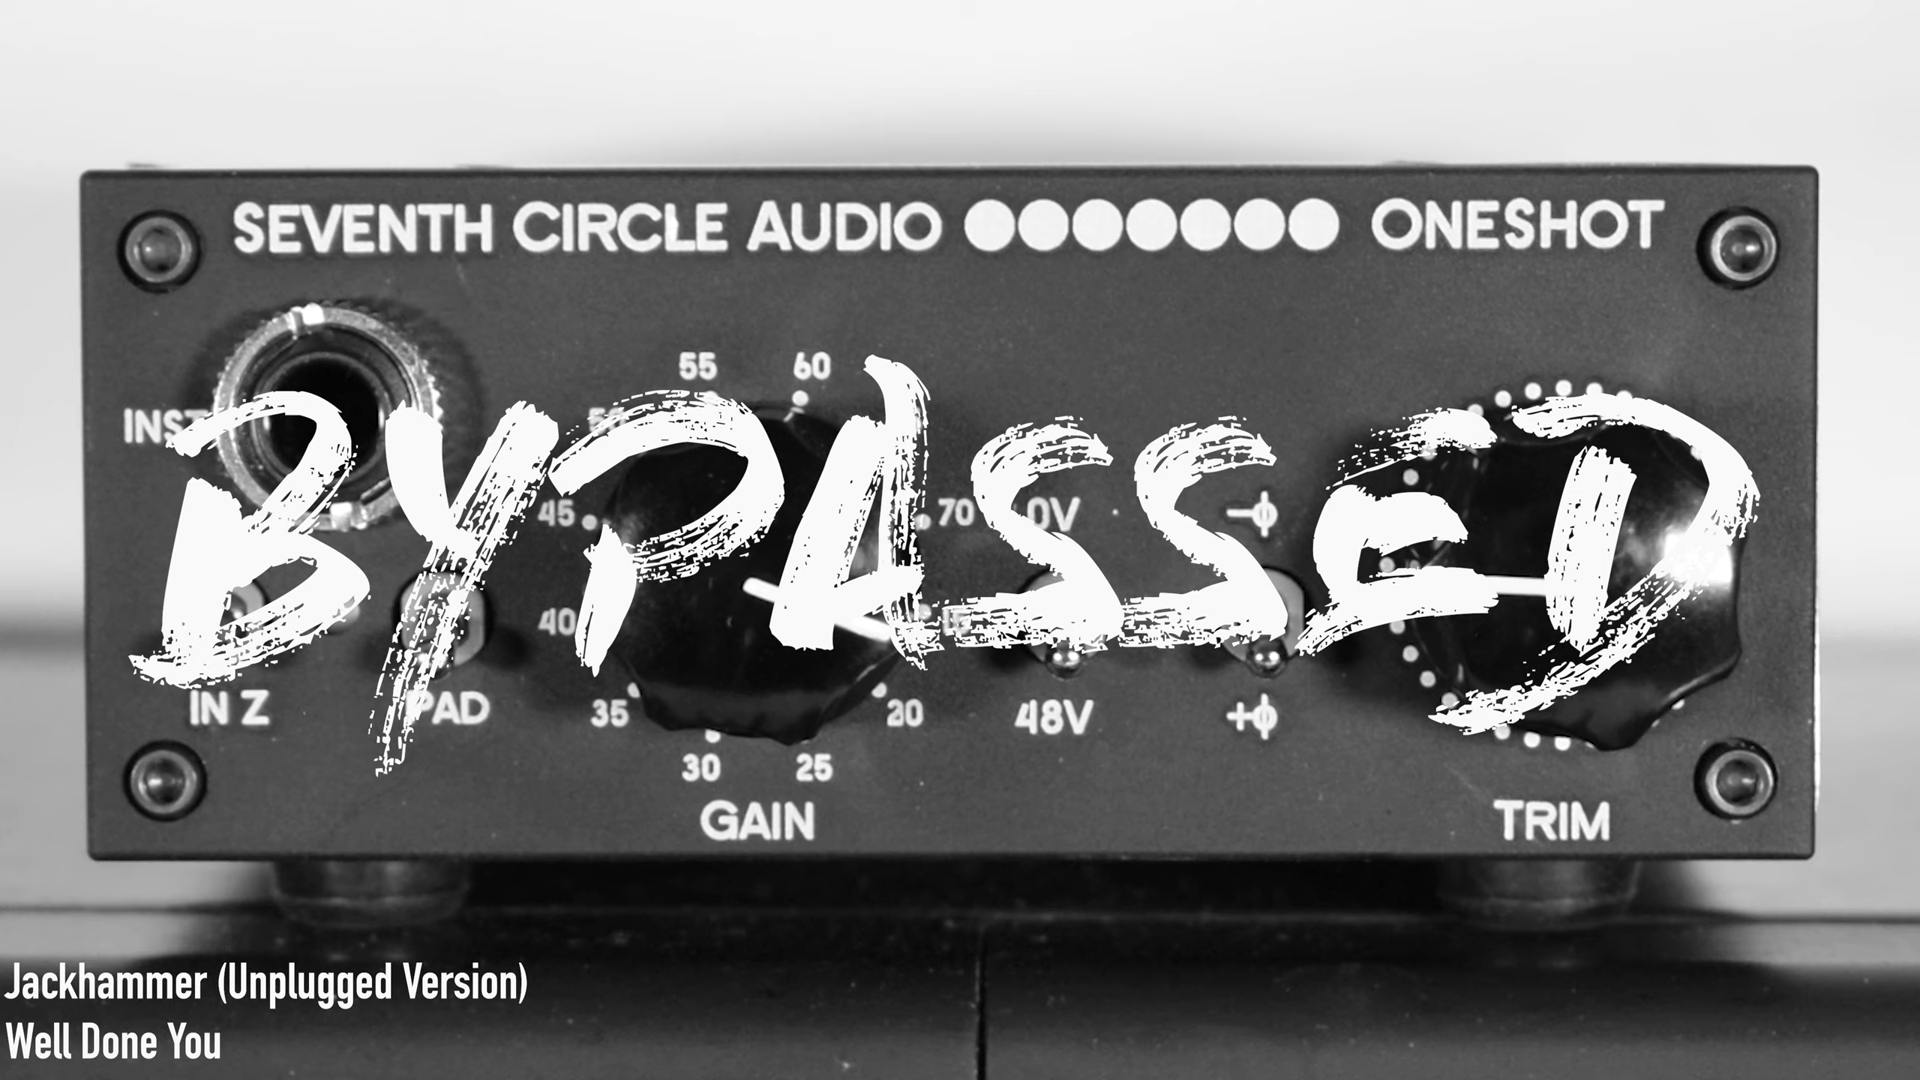 SEVENTH CIRCLE AUDIO ONESHOT
55 60
INST
BYPASSED
45 70 0V -ϕ
40
IN Z PAD 35 20 48V +ϕ
30 25
GAIN TRIM
Jackhammer (Unplugged Version)
Well Done You